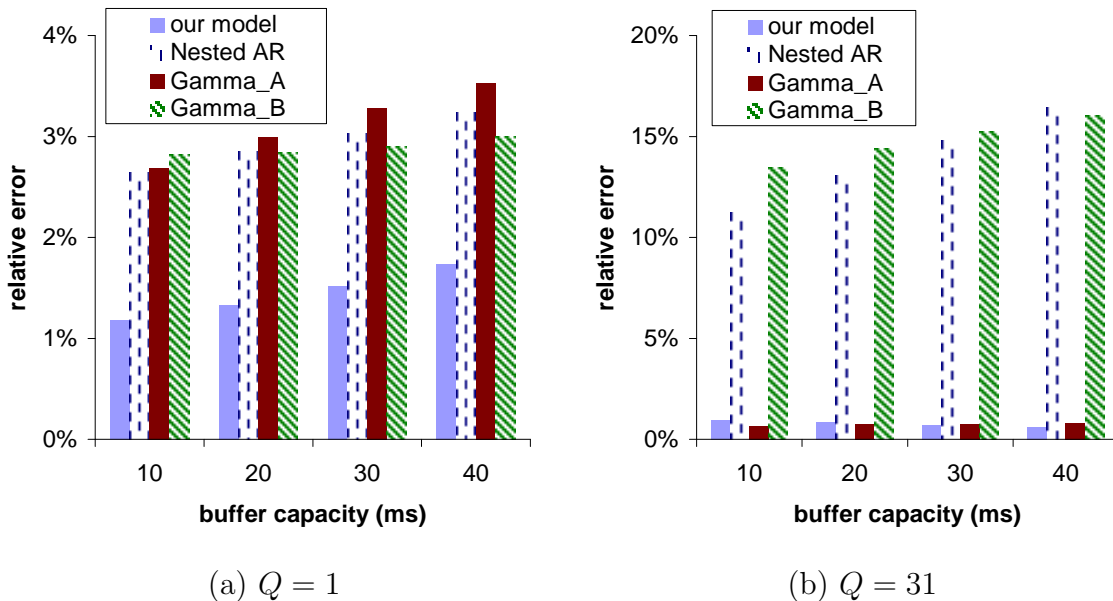 4%
3%
2%
1%
0%
relative error
our model
Nested AR
Gamma_A
Gamma_B
10 20 30 40
buffer capacity (ms)
(a) Q = 1
20%
15%
10%
5%
0%
relative error
our model
Nested AR
Gamma_A
Gamma_B
10 20 30 40
buffer capacity (ms)
(b) Q = 31